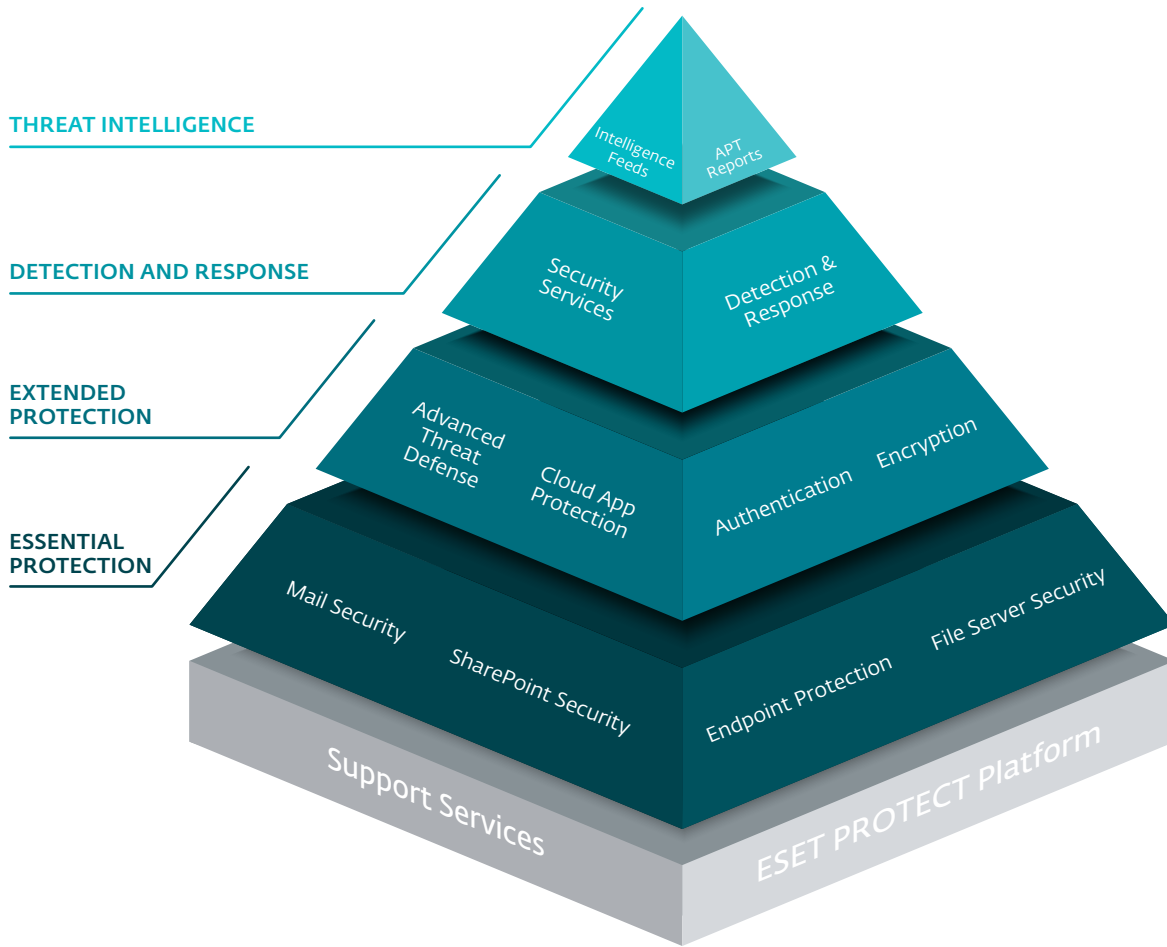 THREAT INTELLIGENCE
Intelligence
Feeds
APT
Reports
DETECTION AND RESPONSE
Security
Services
Detection &
Response
EXTENDED
PROTECTION
Advanced
Threat
Defense
Cloud App
Protection
Authentication
Encryption
ESSENTIAL
PROTECTION
Mail Security
SharePoint Security
Endpoint Protection
File Server Security
Support Services
ESET PROTECT Platform